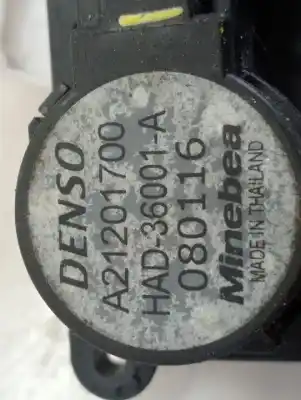 DENSO
A21201700
HAD-36001-A
080116
Minebea
MADE IN THAILAND